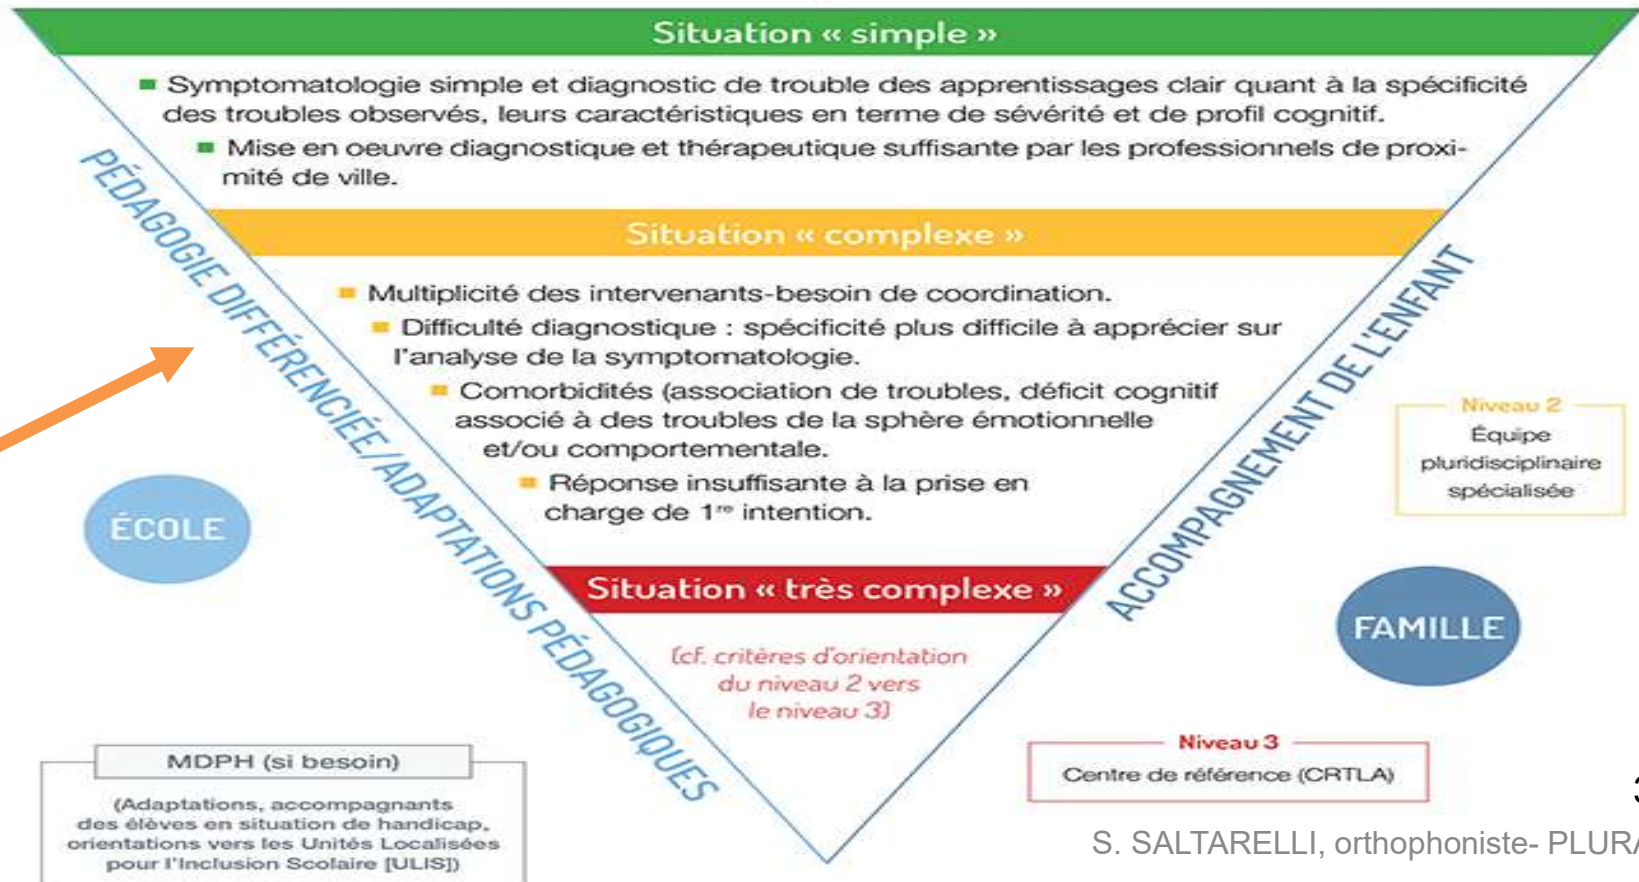 Situation « simple »
Symptomatologie simple et diagnostic de trouble des apprentissages clair quant à la spécificité
des troubles observés, leurs caractéristiques en terme de sévérité et de profil cognitif.
Mise en oeuvre diagnostique et thérapeutique suffisante par les professionnels de proxi-
mité de ville.
Situation « complexe »
Multiplicité des intervenants-besoin de coordination.
Difficulté diagnostique : spécificité plus difficile à apprécier sur
l'analyse de la symptomatologie.
Comorbidités (association de troubles, déficit cognitif
associé à des troubles de la sphère émotionnelle
et/ou comportementale.
Réponse insuffisante à la prise en
charge de 1re intention.
Situation « très complexe »
(cf. critères d'orientation
du niveau 2 vers
le niveau 3)
PÉDAGOGIE DIFFÉRENCIÉE/ADAPTATIONS PÉDAGOGIQUES
ACCOMPAGNEMENT DE L'ENFANT
ÉCOLE
Niveau 2
Équipe
pluridisciplinaire
spécialisée
FAMILLE
MDPH (si besoin)
(Adaptations, accompagnants
des élèves en situation de handicap,
orientations vers les Unités Localisées
pour l'Inclusion Scolaire [ULIS])
Niveau 3
Centre de référence (CRTLA)
S. SALTARELLI, orthophoniste- PLURA